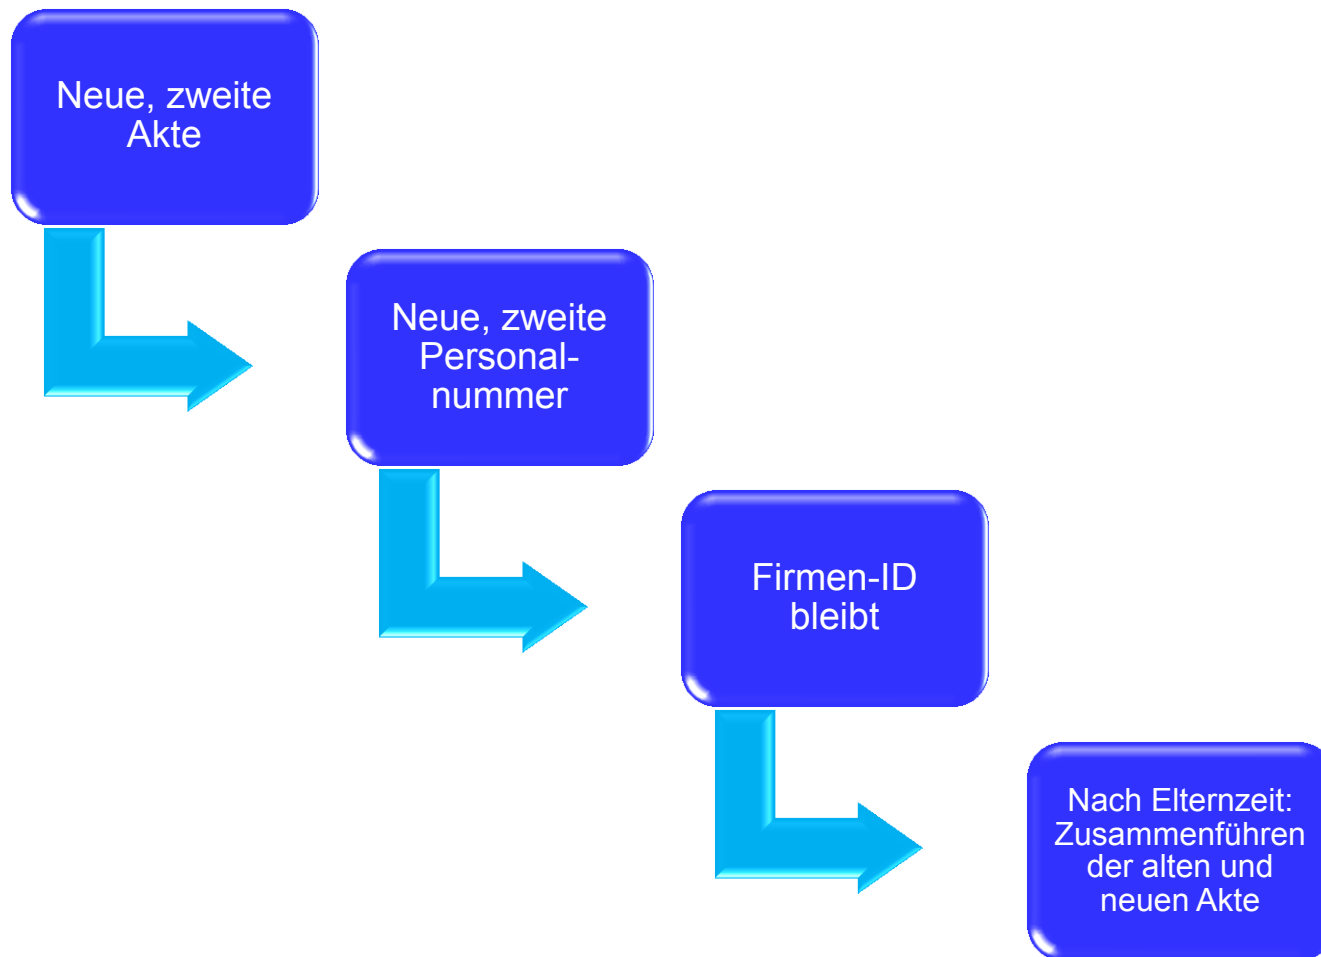 Neue, zweite
Akte
Neue, zweite
Personal-
nummer
Firmen-ID
bleibt
Nach Elternzeit:
Zusammenführen
der alten und
neuen Akte